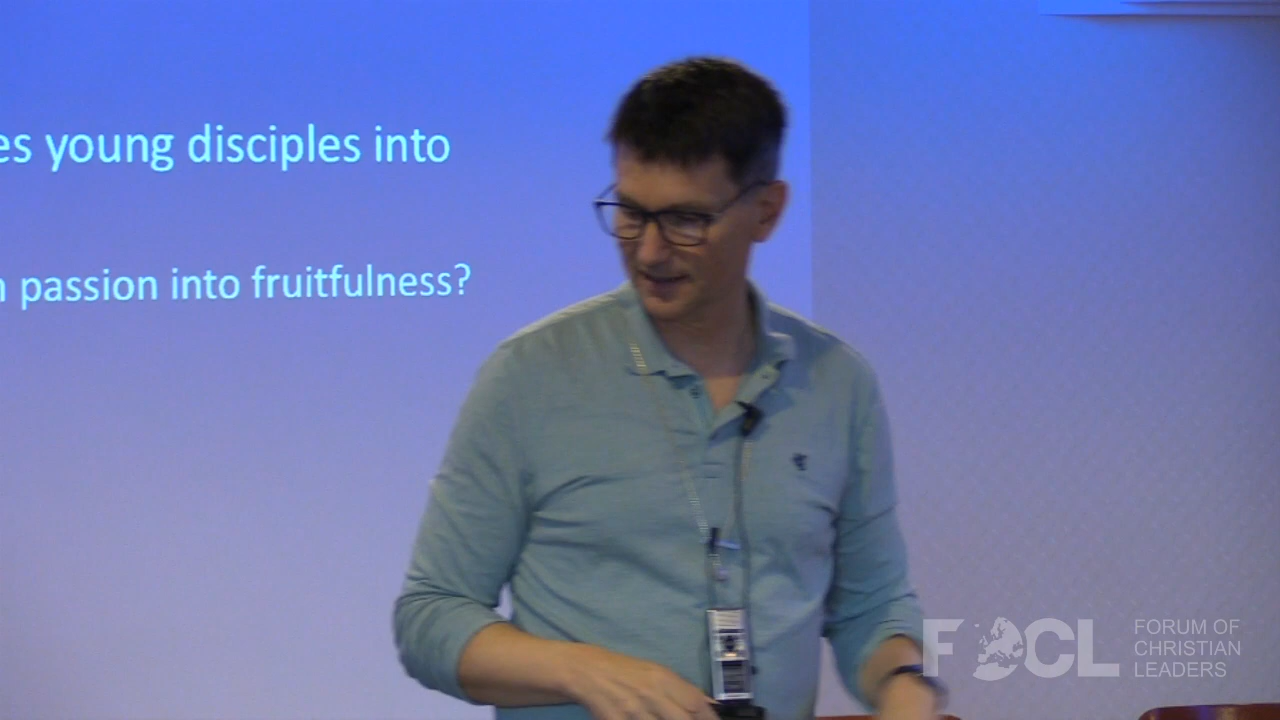 es young disciples into
passion into fruitfulness?
FOCL
FORUM OF
CHRISTIAN
LEADERS